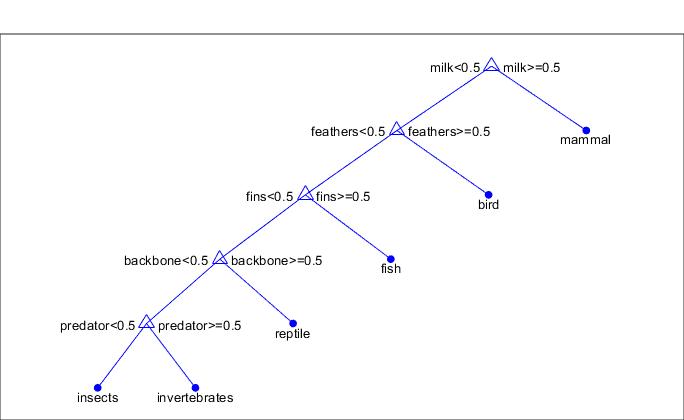 milk<0.5 milk>=0.5
mammal
feathers<0.5 feathers>=0.5
bird
fins<0.5 fins>=0.5
fish
backbone<0.5 backbone>=0.5
reptile
predator<0.5 predator>=0.5
insects invertebrates